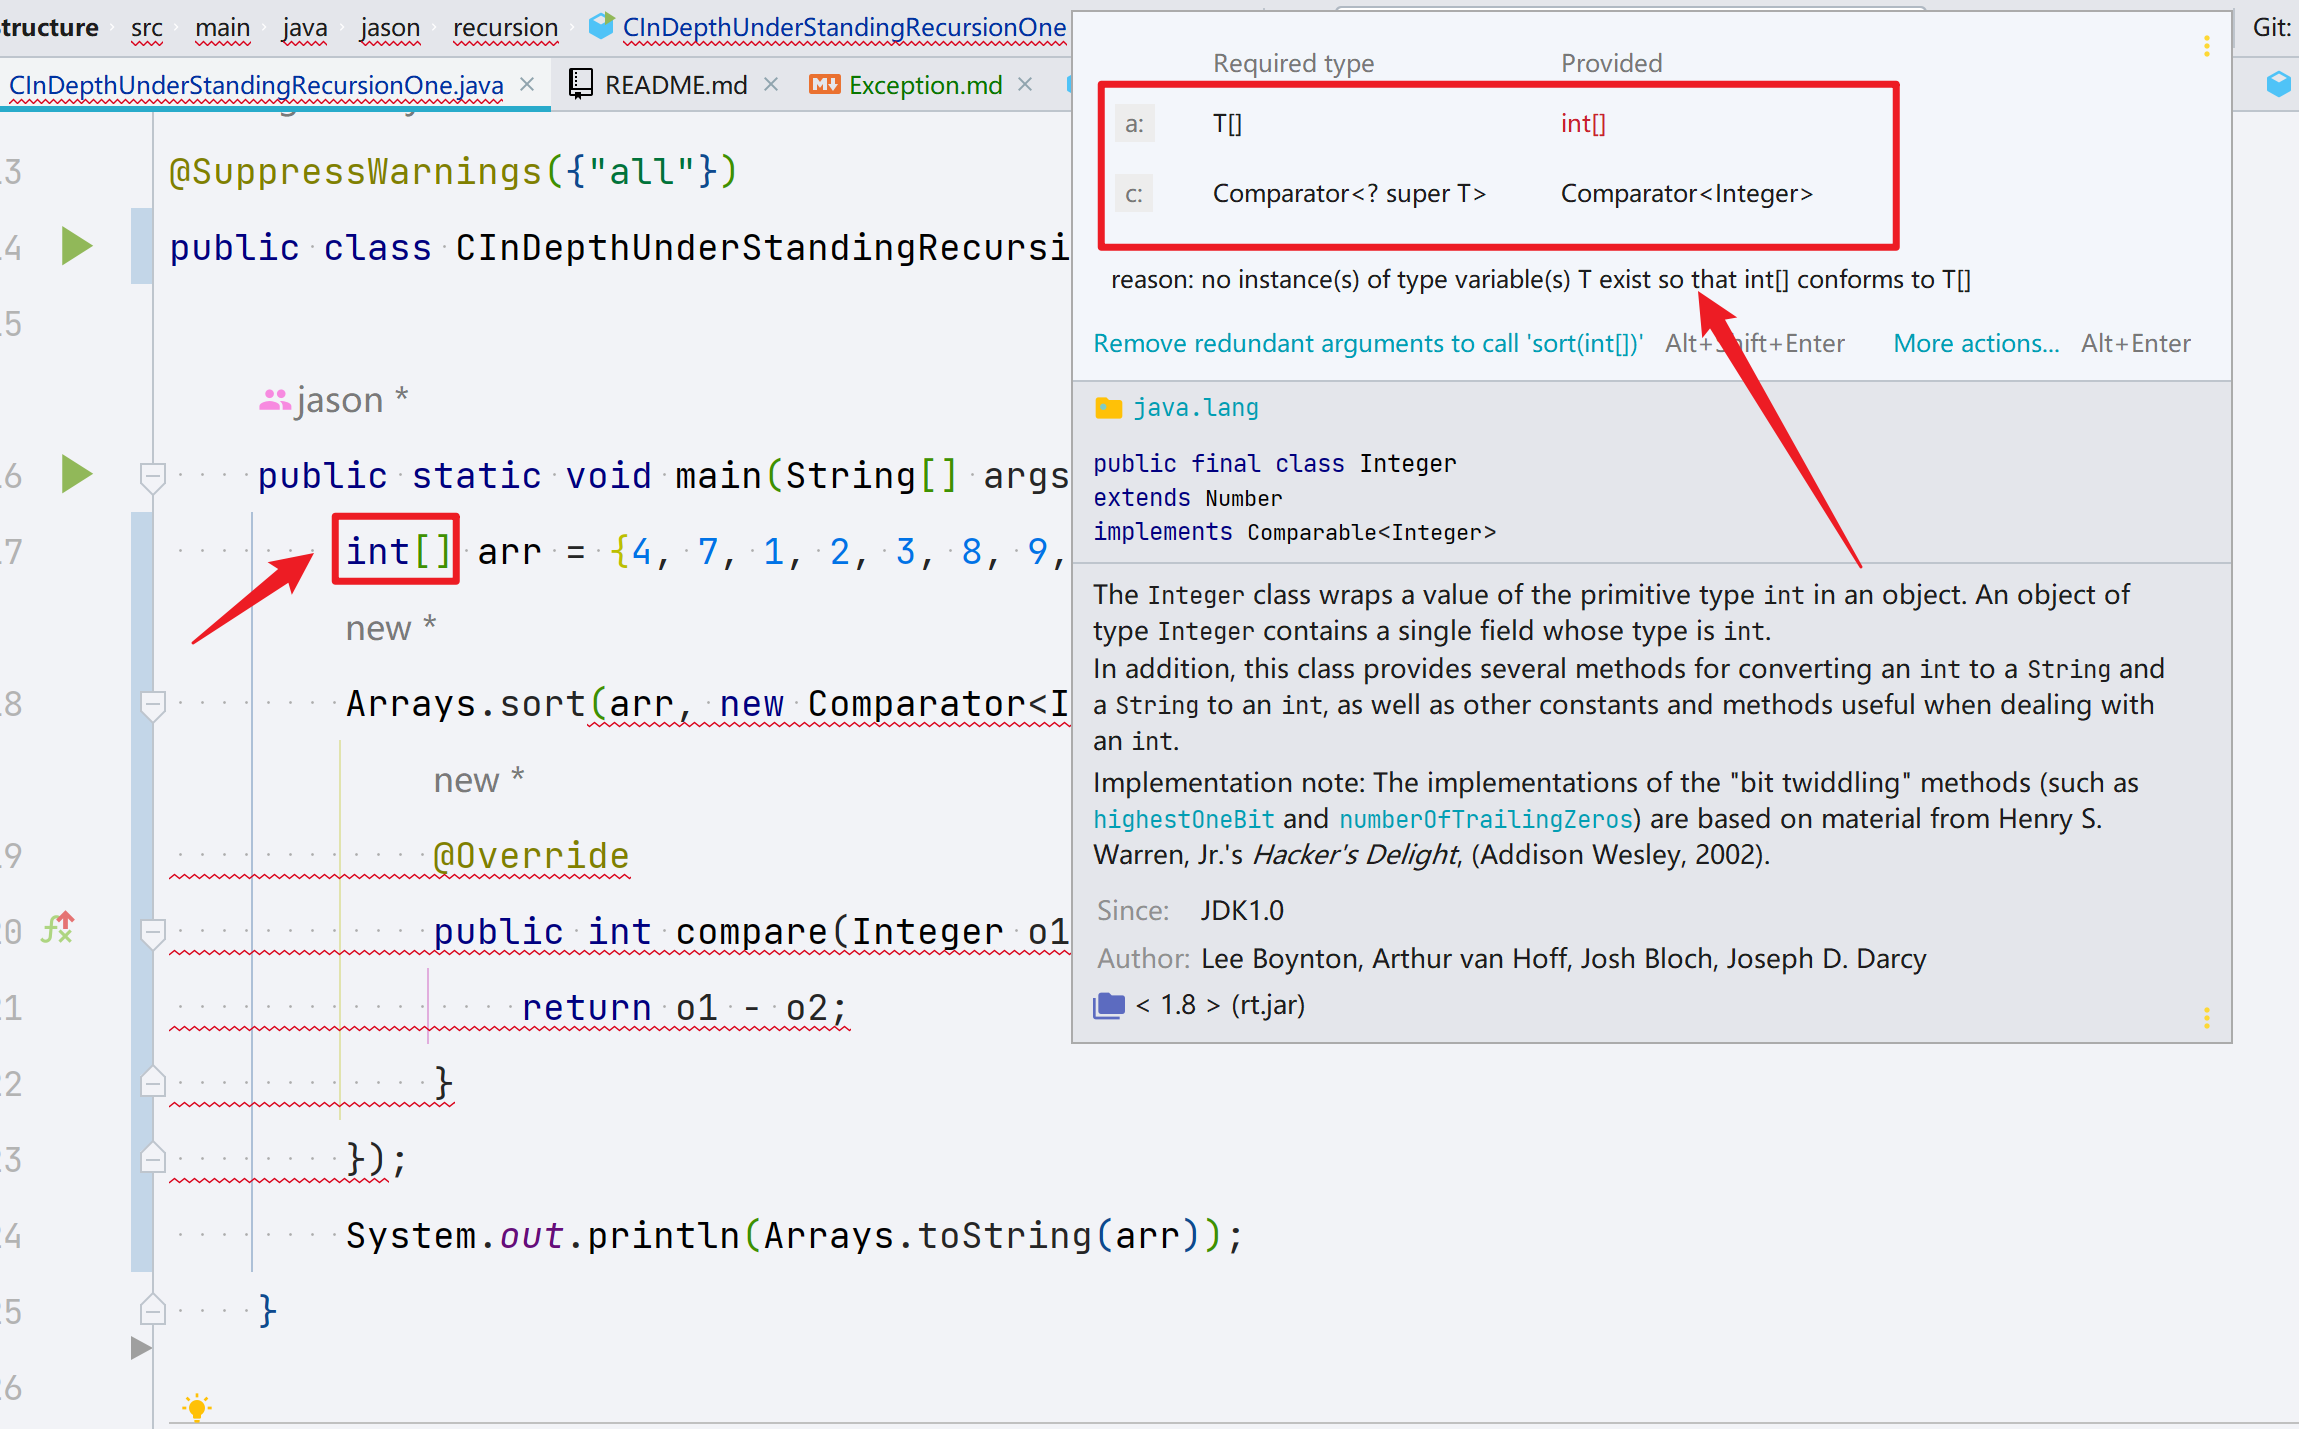 tructure src main java jason recursion CInDepthUnderStandingRecursionOne
Git:
CInDepthUnderStandingRecursionOne.java README.md Exception.md
3 @SuppressWarnings({"all"})
4 public class CInDepthUnderStandingRecursi
5
jason *
6 public static void main(String[] args
7 int[] arr = {4, 7, 1, 2, 3, 8, 9,
new *
8 Arrays.sort(arr, new Comparator<I
new *
9 @Override
20 public int compare(Integer o1
21 return o1 - o2;
22 }
23 });
24 System.out.println(Arrays.toString(arr));
25 }
26
Required type Provided
a: T[] int[]
c: Comparator<? super T> Comparator<Integer>
reason: no instance(s) of type variable(s) T exist so that int[] conforms to T[]
Remove redundant arguments to call 'sort(int[])' Alt+Shift+Enter More actions... Alt+Enter
java.lang
public final class Integer
extends Number
implements Comparable<Integer>
The Integer class wraps a value of the primitive type int in an object. An object of
type Integer contains a single field whose type is int.
In addition, this class provides several methods for converting an int to a String and
a String to an int, as well as other constants and methods useful when dealing with
an int.
Implementation note: The implementations of the "bit twiddling" methods (such as
highestOneBit and numberOfTrailingZeros) are based on material from Henry S.
Warren, Jr.'s Hacker's Delight, (Addison Wesley, 2002).
Since: JDK1.0
Author: Lee Boynton, Arthur van Hoff, Josh Bloch, Joseph D. Darcy
< 1.8 > (rt.jar)